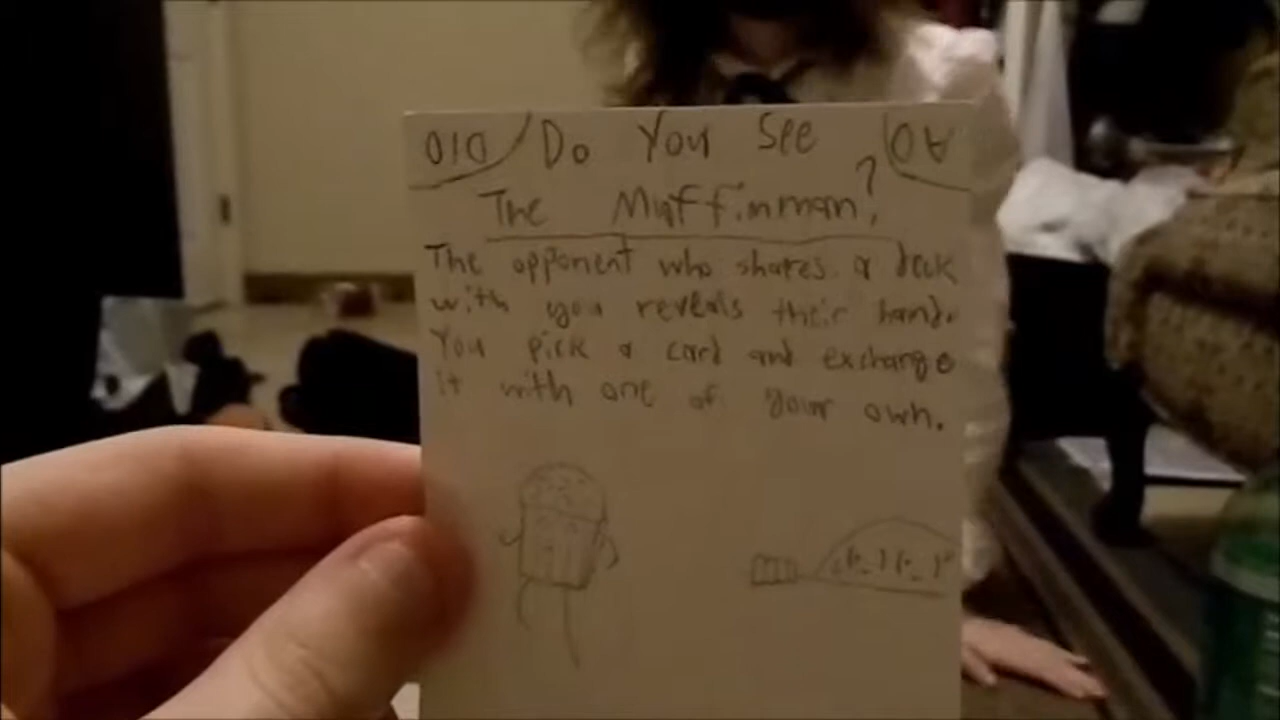 010 Do You See AO
The Muffinman?
The opponent who shares a deck
with you reveals their hand.
You pick a card and exchange
it with one of your own.